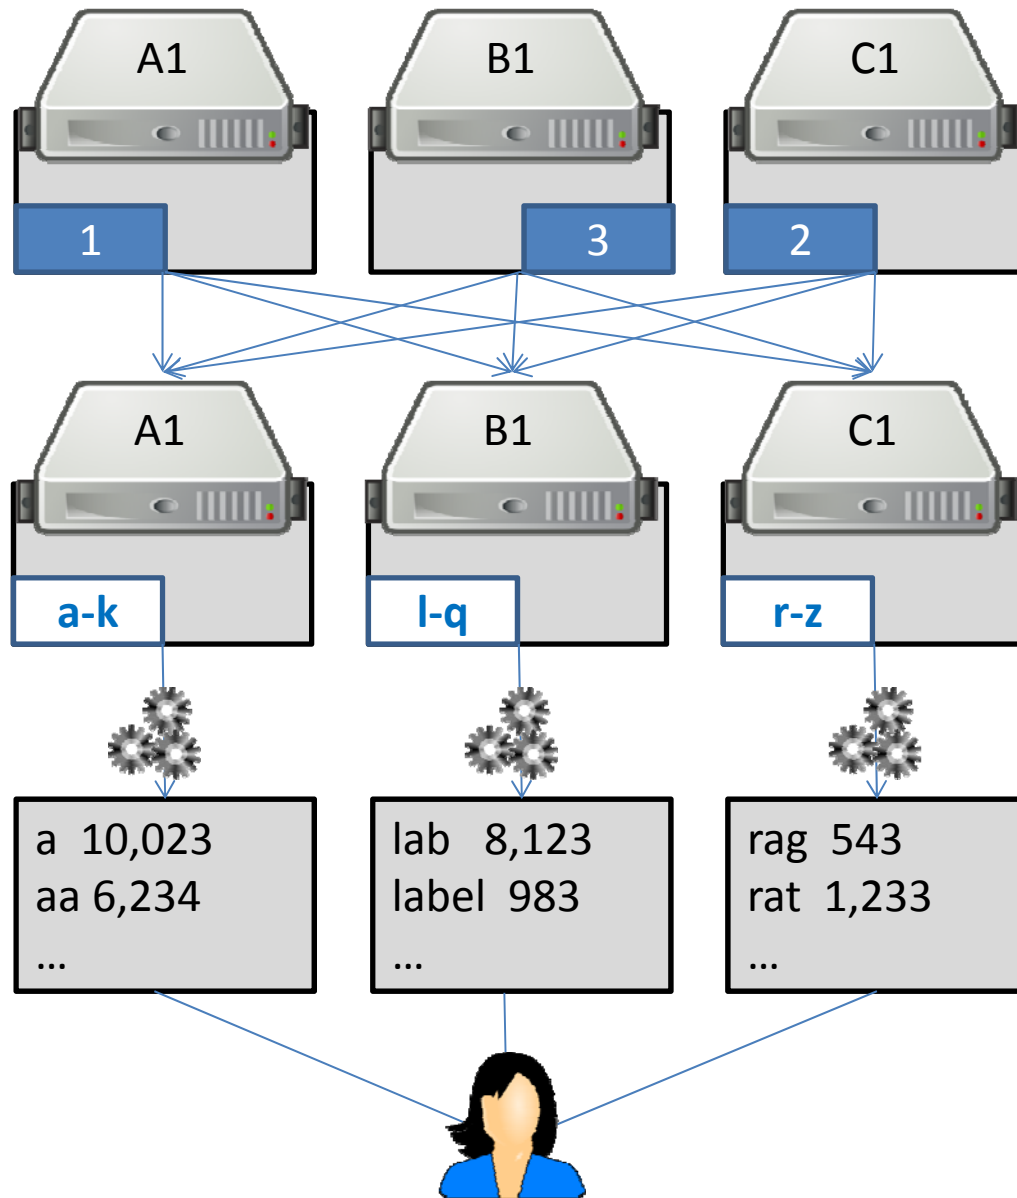 A1
B1
C1
1
3
2
A1
B1
C1
a-k
l-q
r-z
a 10,023
aa 6,234
...
lab 8,123
label 983
...
rag 543
rat 1,233
...